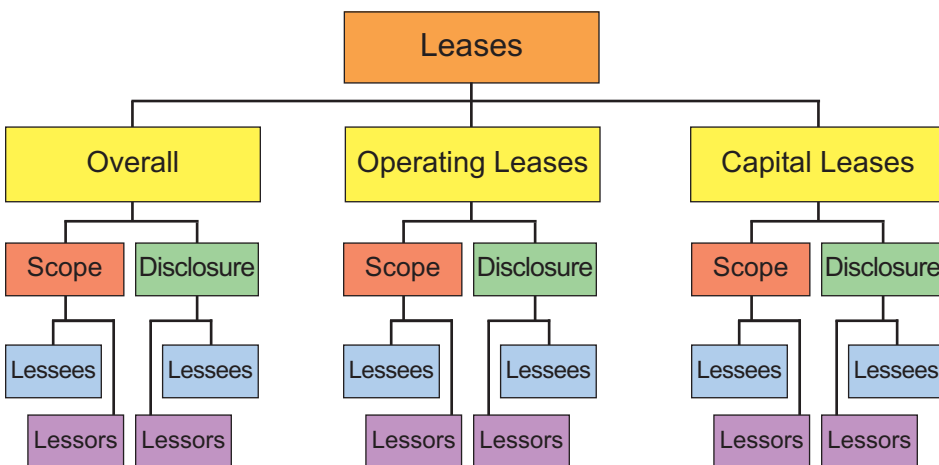 Leases
Overall
Operating Leases
Capital Leases
Scope
Disclosure
Scope
Disclosure
Scope
Disclosure
Lessees
Lessees
Lessees
Lessees
Lessees
Lessees
Lessors
Lessors
Lessors
Lessors
Lessors
Lessors